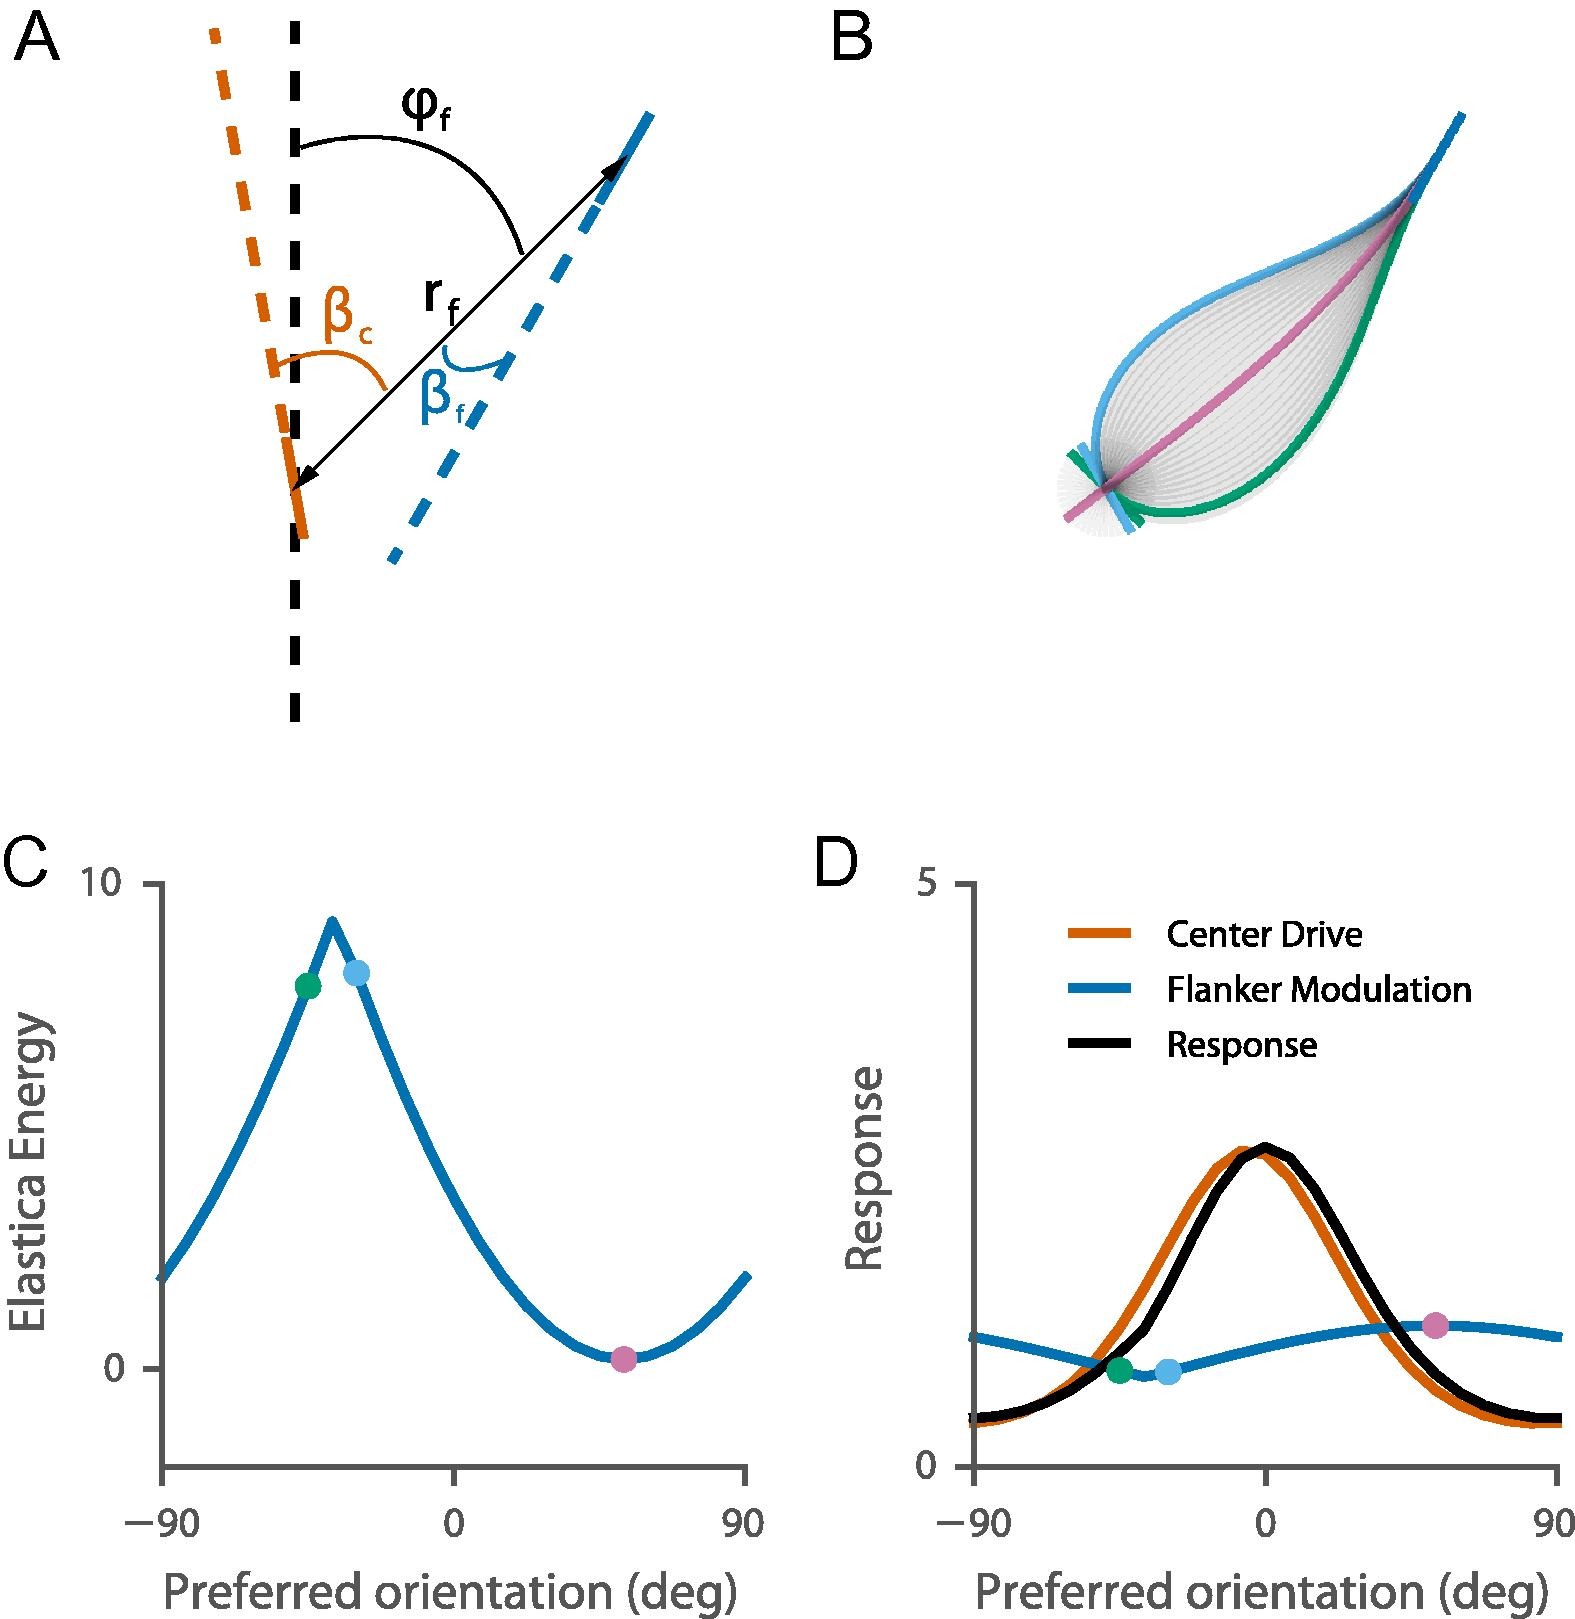 A
φf
rf
βc
βf
B
C
10
0
Elastica Energy
−90
0
90
Preferred orientation (deg)
D
5
Center Drive
Flanker Modulation
Response
Response
0
−90
0
90
Preferred orientation (deg)